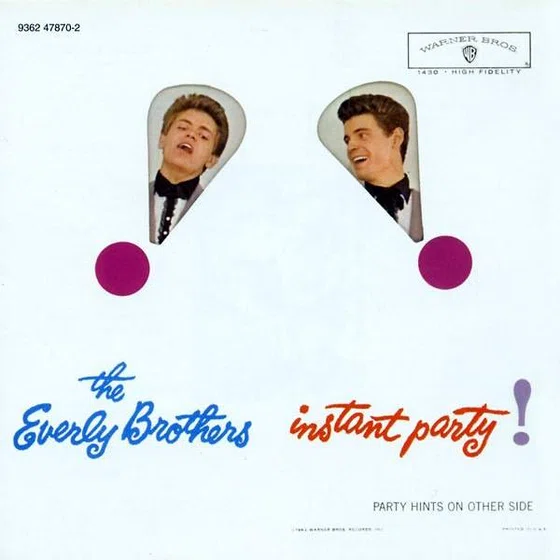 9362 47870-2
WARNER BROS.
WB
1430 • HIGH FIDELITY
the
Everly Brothers
instant party!
PARTY HINTS ON OTHER SIDE